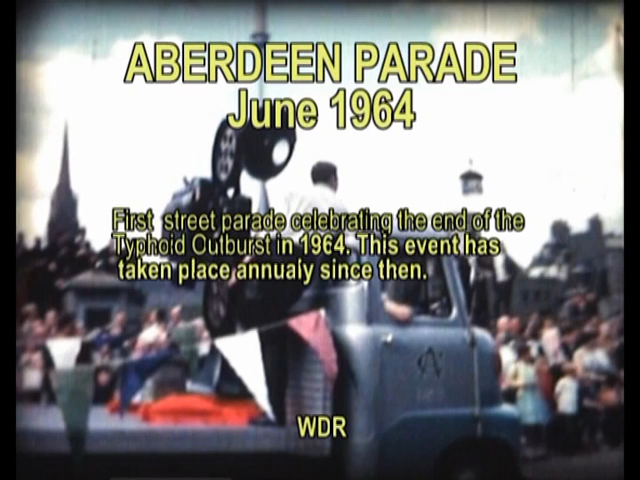 ABERDEEN PARADE
June 1964
First street parade celebrating the end of the
Typhoid Outburst in 1964. This event has
taken place annualy since then.
WDR